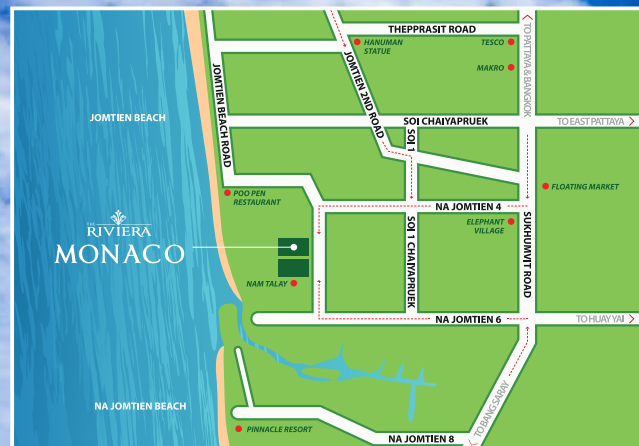 THEPPRASIT ROAD
HANUMAN
STATUE
TESCO
MAKRO
TO PATTAYA & BANGKOK
JOMTIEN BEACH
JOMTIEN BEACH ROAD
JOMTIEN 2ND ROAD
SOI CHAIYAPRUEK
TO EAST PATTAYA
SOI 1
POO PEN
RESTAURANT
NA JOMTIEN 4
FLOATING MARKET
ELEPHANT
VILLAGE
SOI 1 CHAIYAPRUEK
SUKHUMVIT ROAD
THE
RIVIERA
MONACO
NAM TALAY
NA JOMTIEN 6
TO HUAY YAI
NA JOMTIEN BEACH
PINNACLE RESORT
NA JOMTIEN 8
TO BANG SARAY